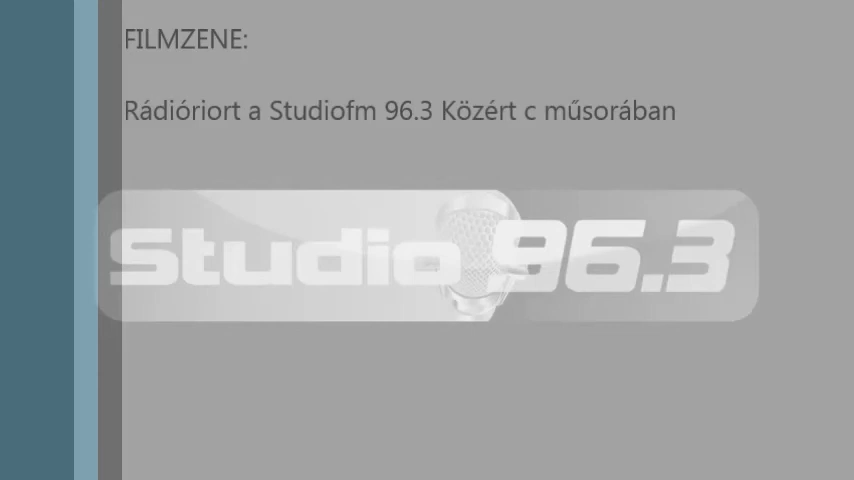 FILMZENE:
Rádióriort a Studiofm 96.3 Közért c műsorában
Studio 96.3